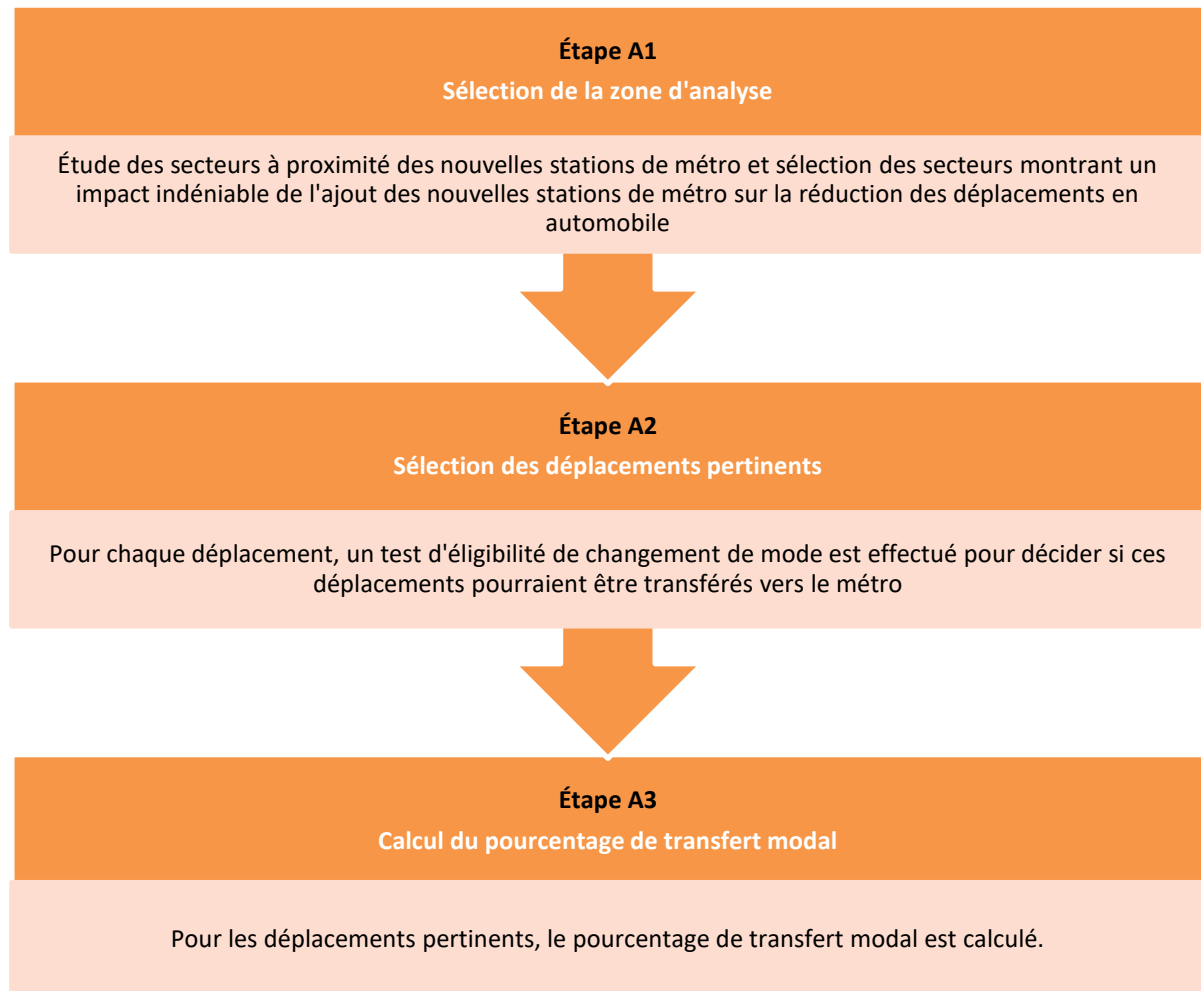 Étape A1
Sélection de la zone d'analyse
Étude des secteurs à proximité des nouvelles stations de métro et sélection des secteurs montrant un
impact indéniable de l'ajout des nouvelles stations de métro sur la réduction des déplacements en
automobile
Étape A2
Sélection des déplacements pertinents
Pour chaque déplacement, un test d'éligibilité de changement de mode est effectué pour décider si ces
déplacements pourraient être transférés vers le métro
Étape A3
Calcul du pourcentage de transfert modal
Pour les déplacements pertinents, le pourcentage de transfert modal est calculé.